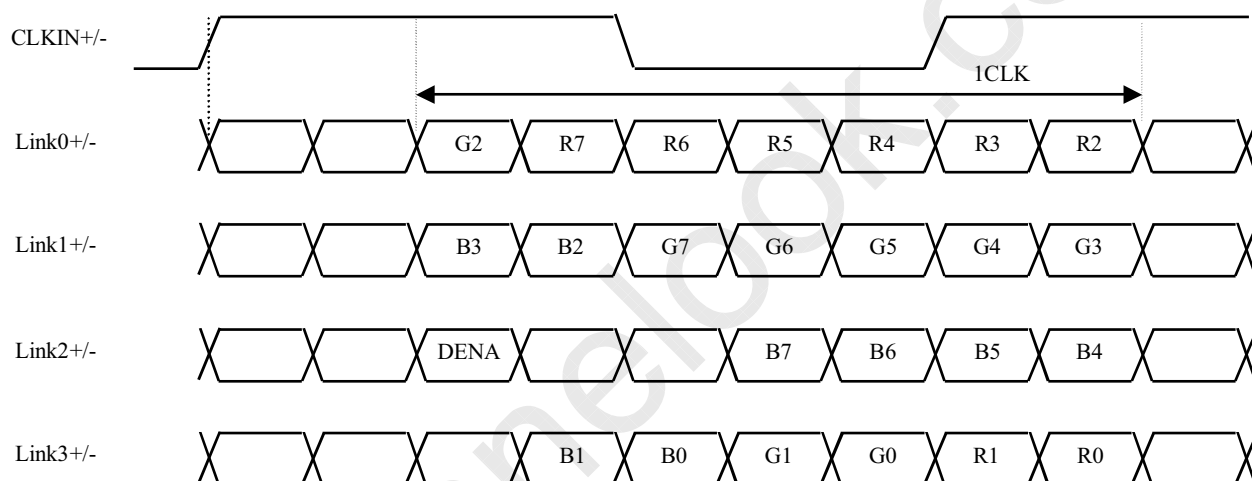 CLKIN+/-
1CLK
Link0+/- G2 R7 R6 R5 R4 R3 R2
Link1+/- B3 B2 G7 G6 G5 G4 G3
Link2+/- DENA B7 B6 B5 B4
Link3+/- B1 B0 G1 G0 R1 R0
nelook.c